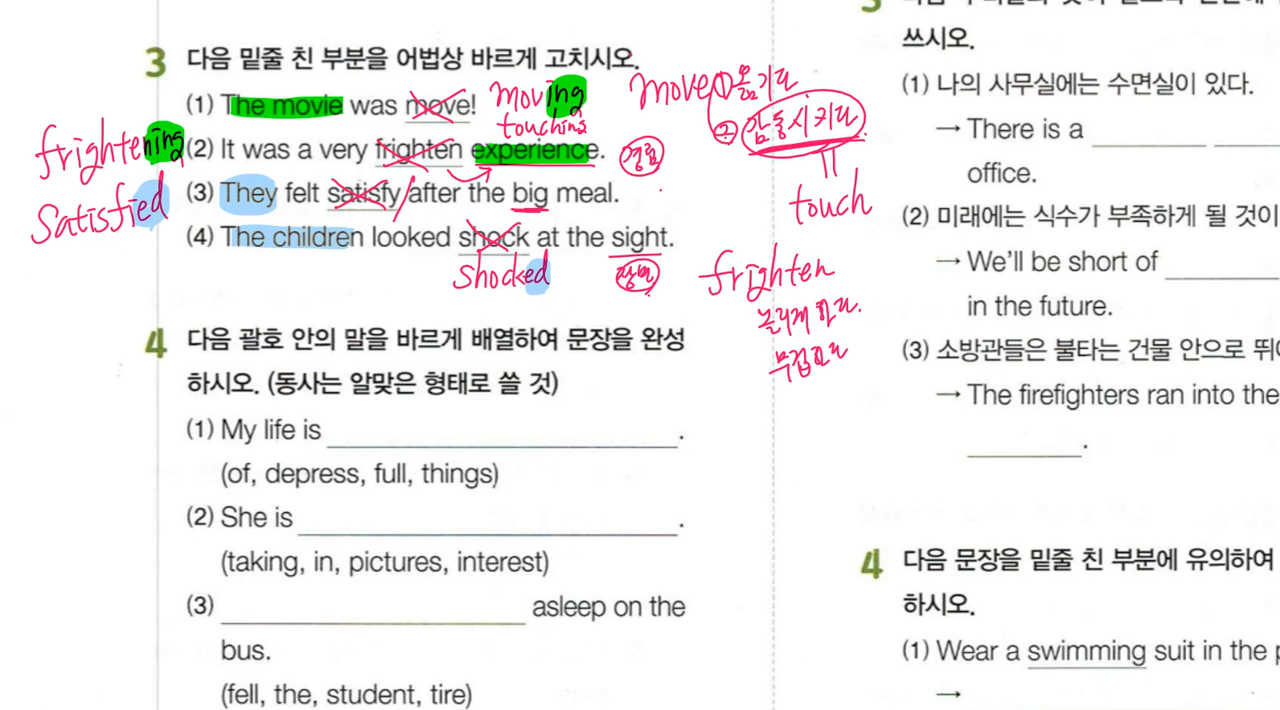 3 다음 밑줄 친 부분을 어법상 바르게 고치시오.
(1) The movie was move!
moving
touching
move ① 옮기다
② 감동시키다
touch
frightening
(2) It was a very frighten experience.
경험
satisfied
(3) They felt satisfy after the big meal.
(4) The children looked shock at the sight.
shocked
장면
frighten
놀라게 하다.
무섭하다
4 다음 괄호 안의 말을 바르게 배열하여 문장을 완성
하시오. (동사는 알맞은 형태로 쓸 것)
(1) My life is .
(of, depress, full, things)
(2) She is .
(taking, in, pictures, interest)
(3) asleep on the
bus.
(fell, the, student, tire)
쓰시오.
(1) 나의 사무실에는 수면실이 있다.
→ There is a
office.
(2) 미래에는 식수가 부족하게 될 것이
→ We'll be short of
in the future.
(3) 소방관들은 불타는 건물 안으로
→ The firefighters ran into the
.
4 다음 문장을 밑줄 친 부분에 유의하여
하시오.
(1) Wear a swimming suit in the
→